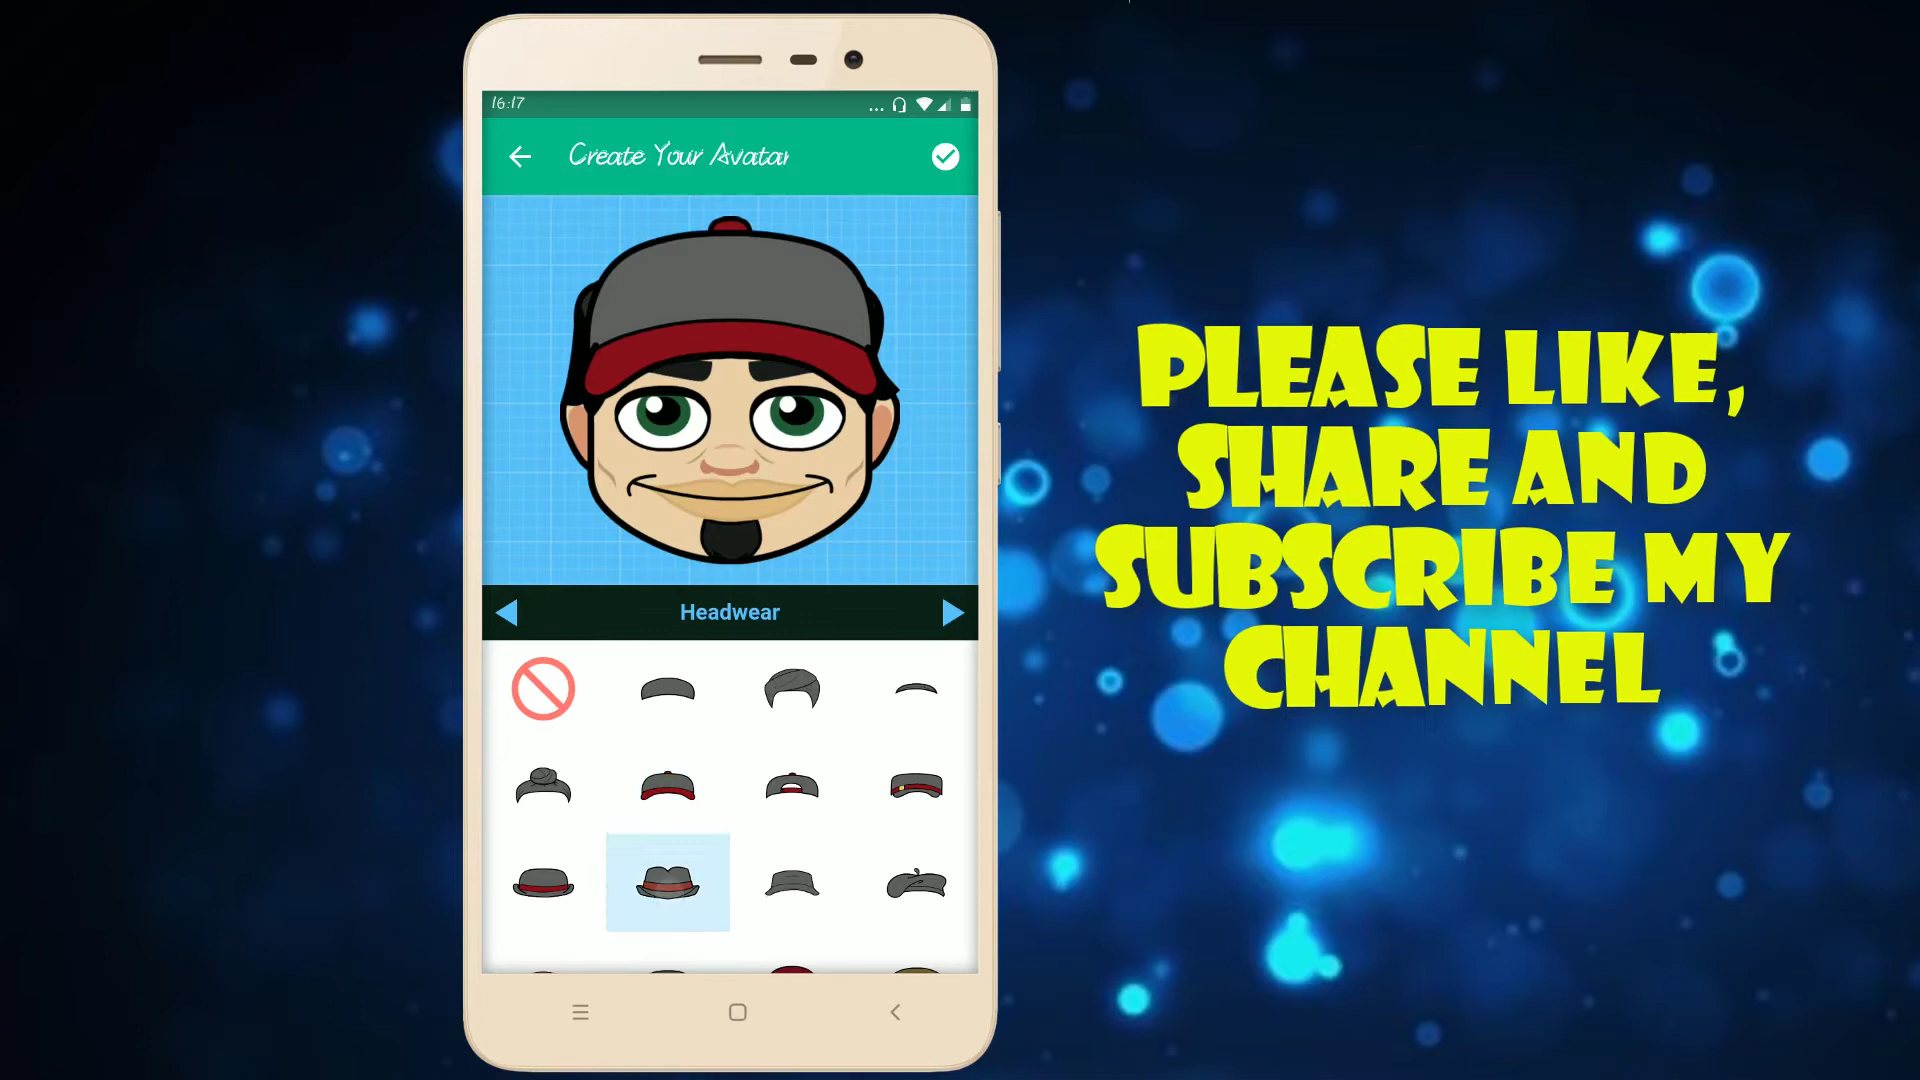 16:17
Create Your Avatar
Headwear
PLEASE LIKE,
SHARE AND
SUBSCRIBE MY
CHANNEL